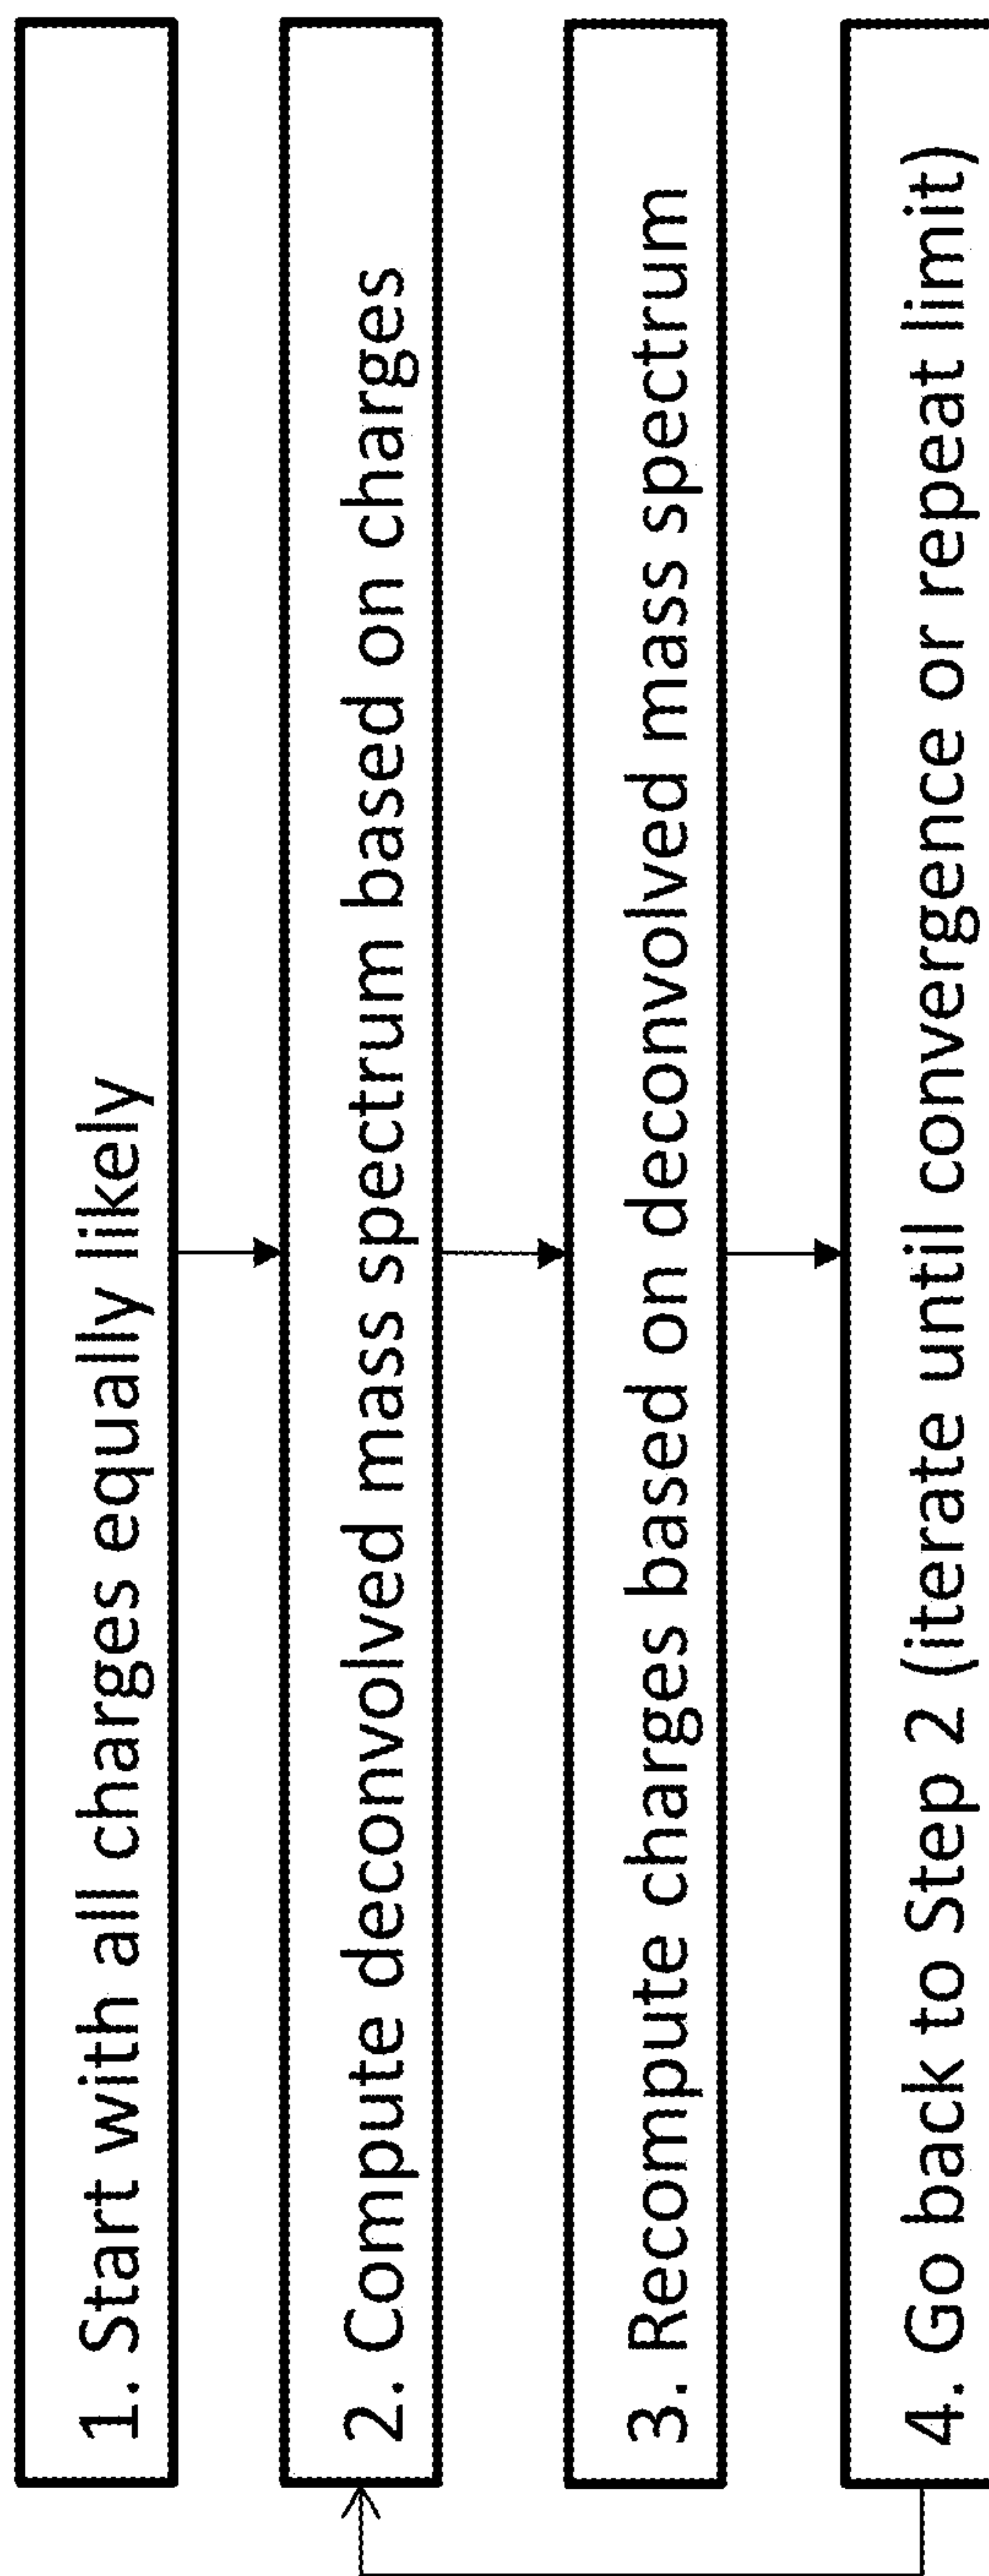 1. Start with all charges equally likely
2. Compute deconvolved mass spectrum based on charges
3. Recompute charges based on deconvolved mass spectrum
4. Go back to Step 2 (iterate until convergence or repeat limit)